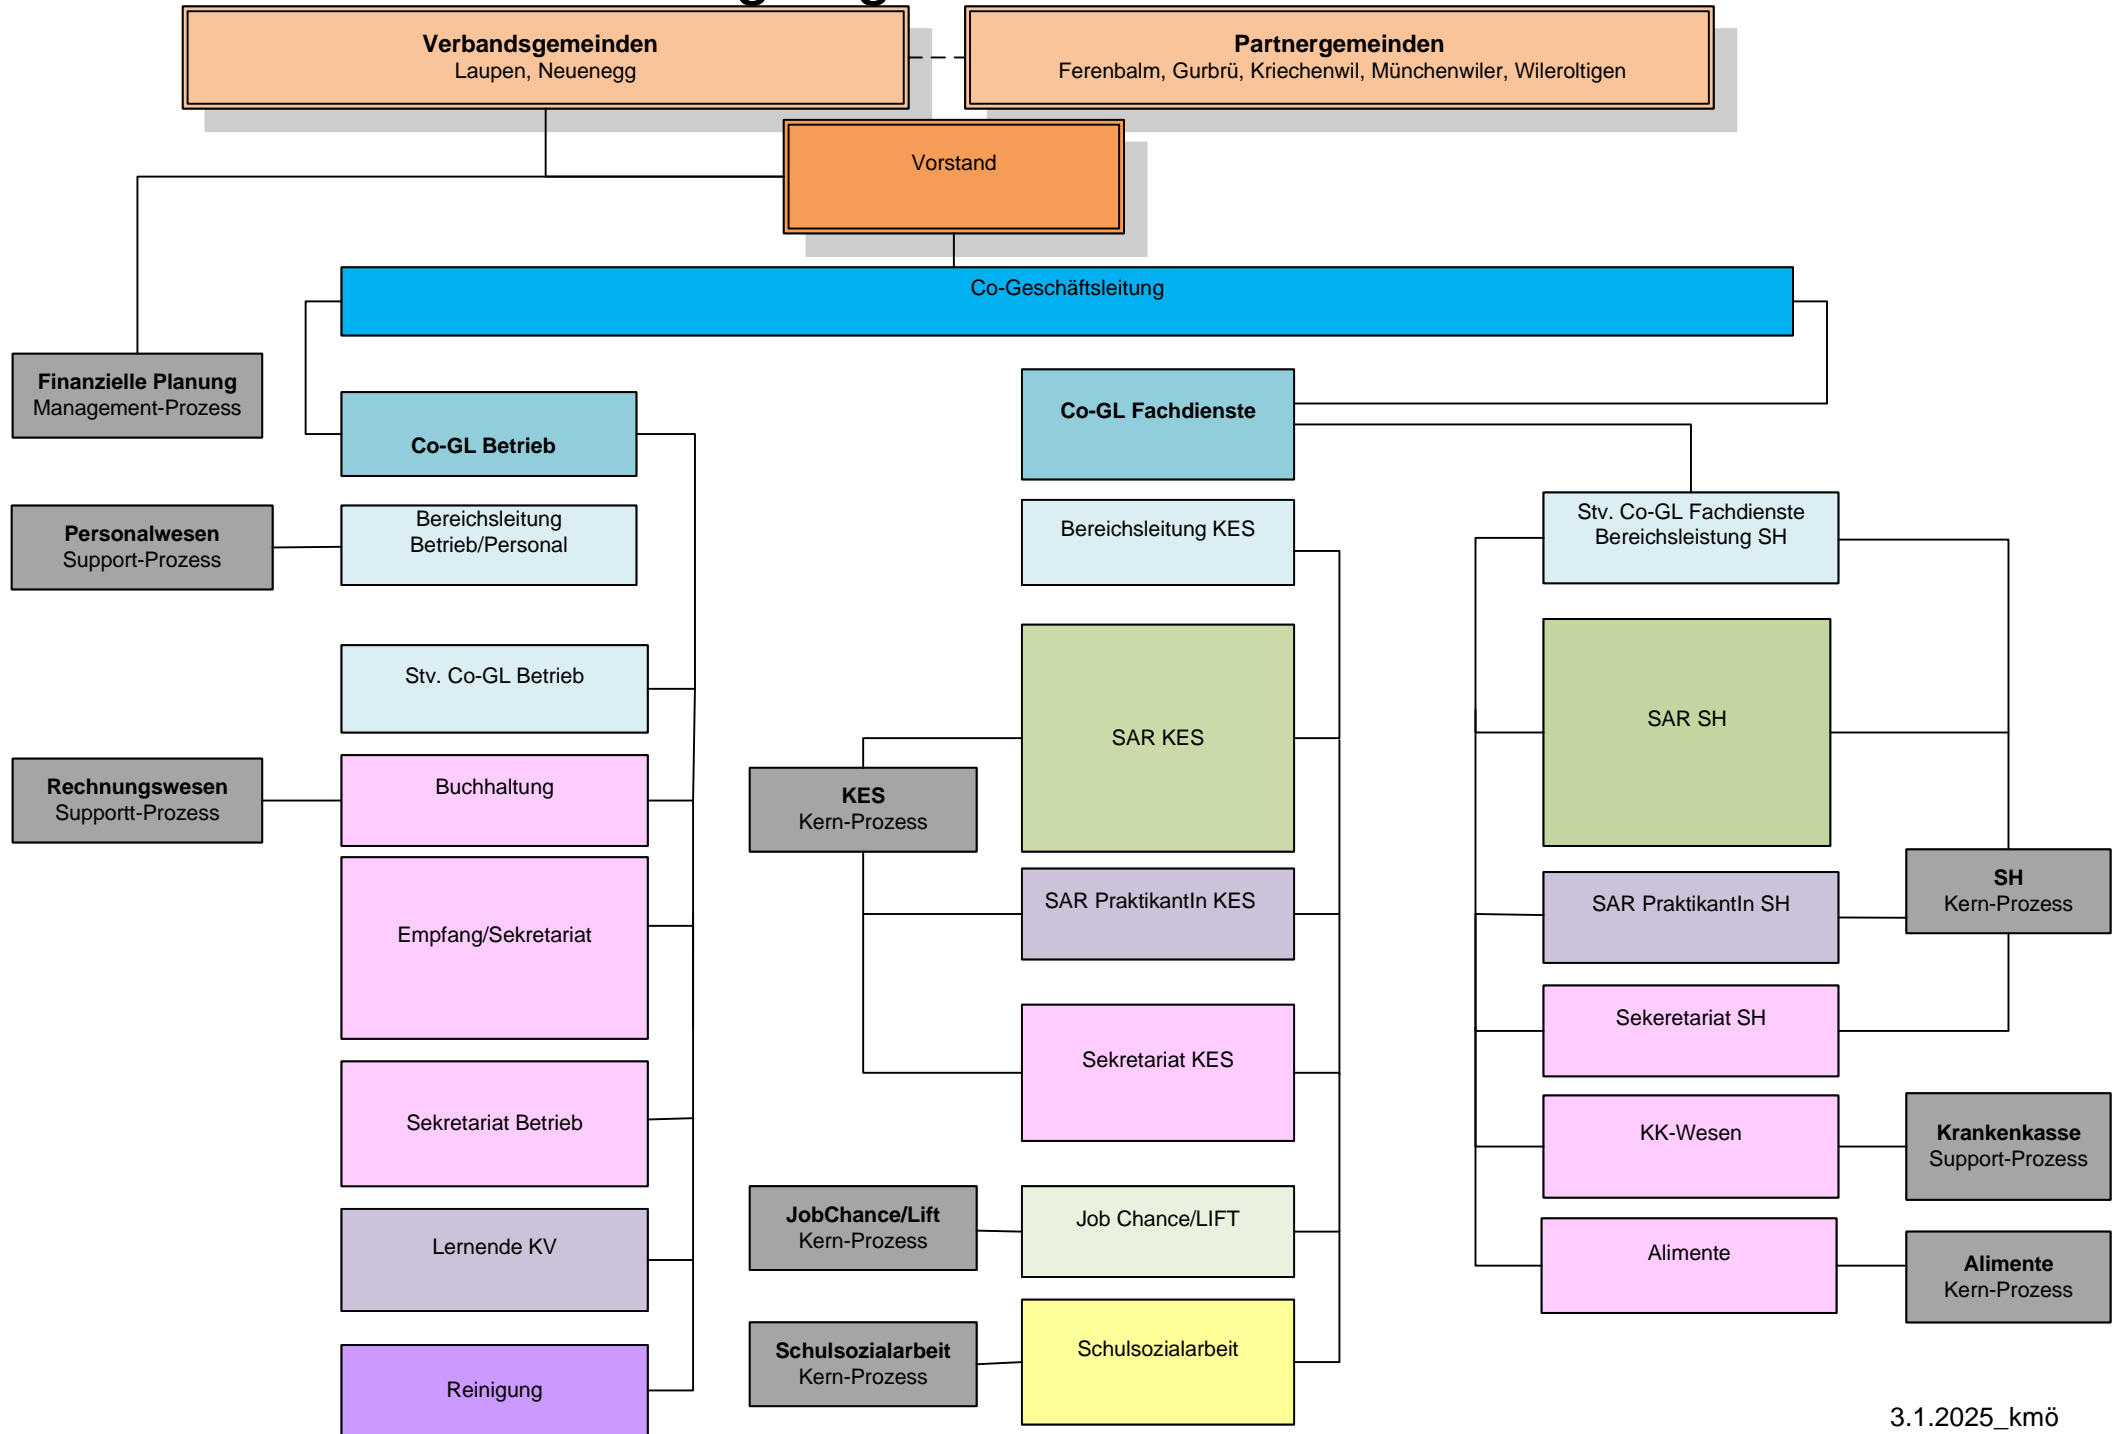 Verbandsgemeinden
Laupen, Neuenegg
Partnergemeinden
Ferenbalm, Gurbrü, Kriechenwil, Münchenwiler, Wileroltigen
Vorstand
Co-Geschäftsleitung
Finanzielle Planung
Management-Prozess
Co-GL Betrieb
Co-GL Fachdienste
Personalwesen
Support-Prozess
Bereichsleitung
Betrieb/Personal
Bereichsleitung KES
Stv. Co-GL Fachdienste
Bereichsleistung SH
Stv. Co-GL Betrieb
SAR KES
SAR SH
Rechnungswesen
Supportt-Prozess
Buchhaltung
KES
Kern-Prozess
Empfang/Sekretariat
SAR PraktikantIn KES
SAR PraktikantIn SH
SH
Kern-Prozess
Sekretariat Betrieb
Sekretariat KES
Sekeretariat SH
KK-Wesen
Krankenkasse
Support-Prozess
Lernende KV
JobChance/Lift
Kern-Prozess
Job Chance/LIFT
Alimente
Alimente
Kern-Prozess
Reinigung
Schulsozialarbeit
Kern-Prozess
Schulsozialarbeit
3.1.2025_kmö